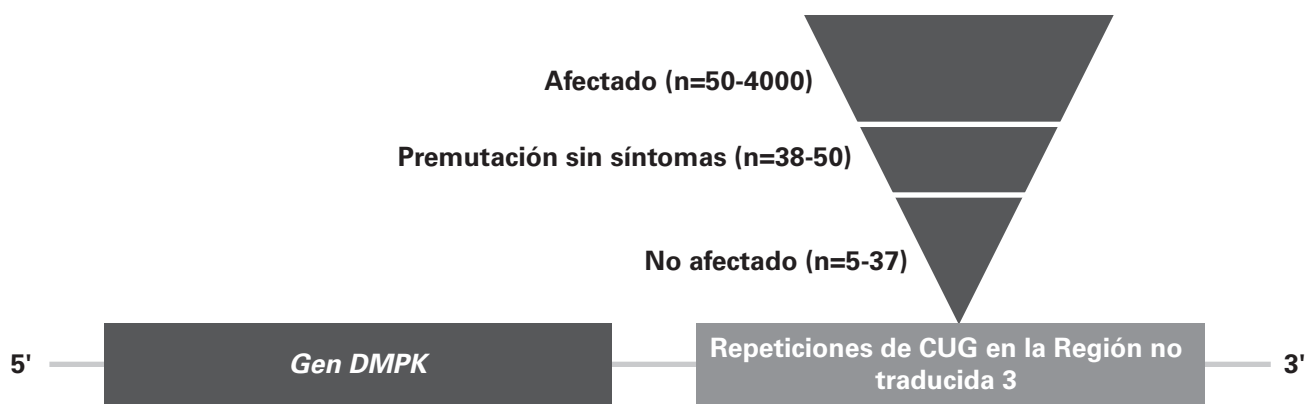 Afectado (n=50-4000)
Premutación sin síntomas (n=38-50)
No afectado (n=5-37)
5'
Gen DMPK
Repeticiones de CUG en la Región no
traducida 3
3'